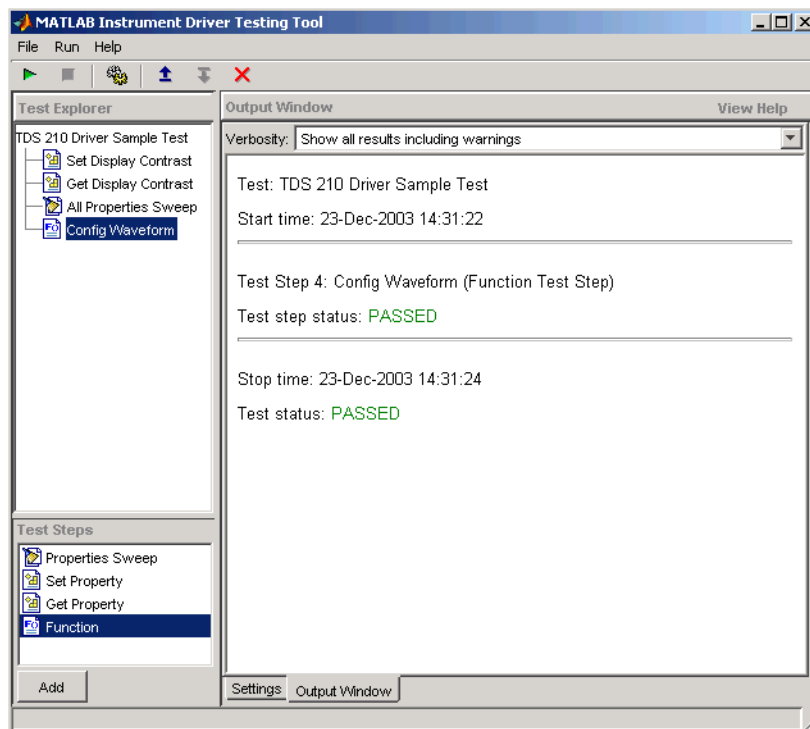 MATLAB Instrument Driver Testing Tool
File Run Help
Test Explorer
TDS 210 Driver Sample Test
Set Display Contrast
Get Display Contrast
All Properties Sweep
Config Waveform
Test Steps
Properties Sweep
Set Property
Get Property
Function
Add
Output Window View Help
Verbosity: Show all results including warnings
Test: TDS 210 Driver Sample Test
Start time: 23-Dec-2003 14:31:22
Test Step 4: Config Waveform (Function Test Step)
Test step status: PASSED
Stop time: 23-Dec-2003 14:31:24
Test status: PASSED
Settings Output Window